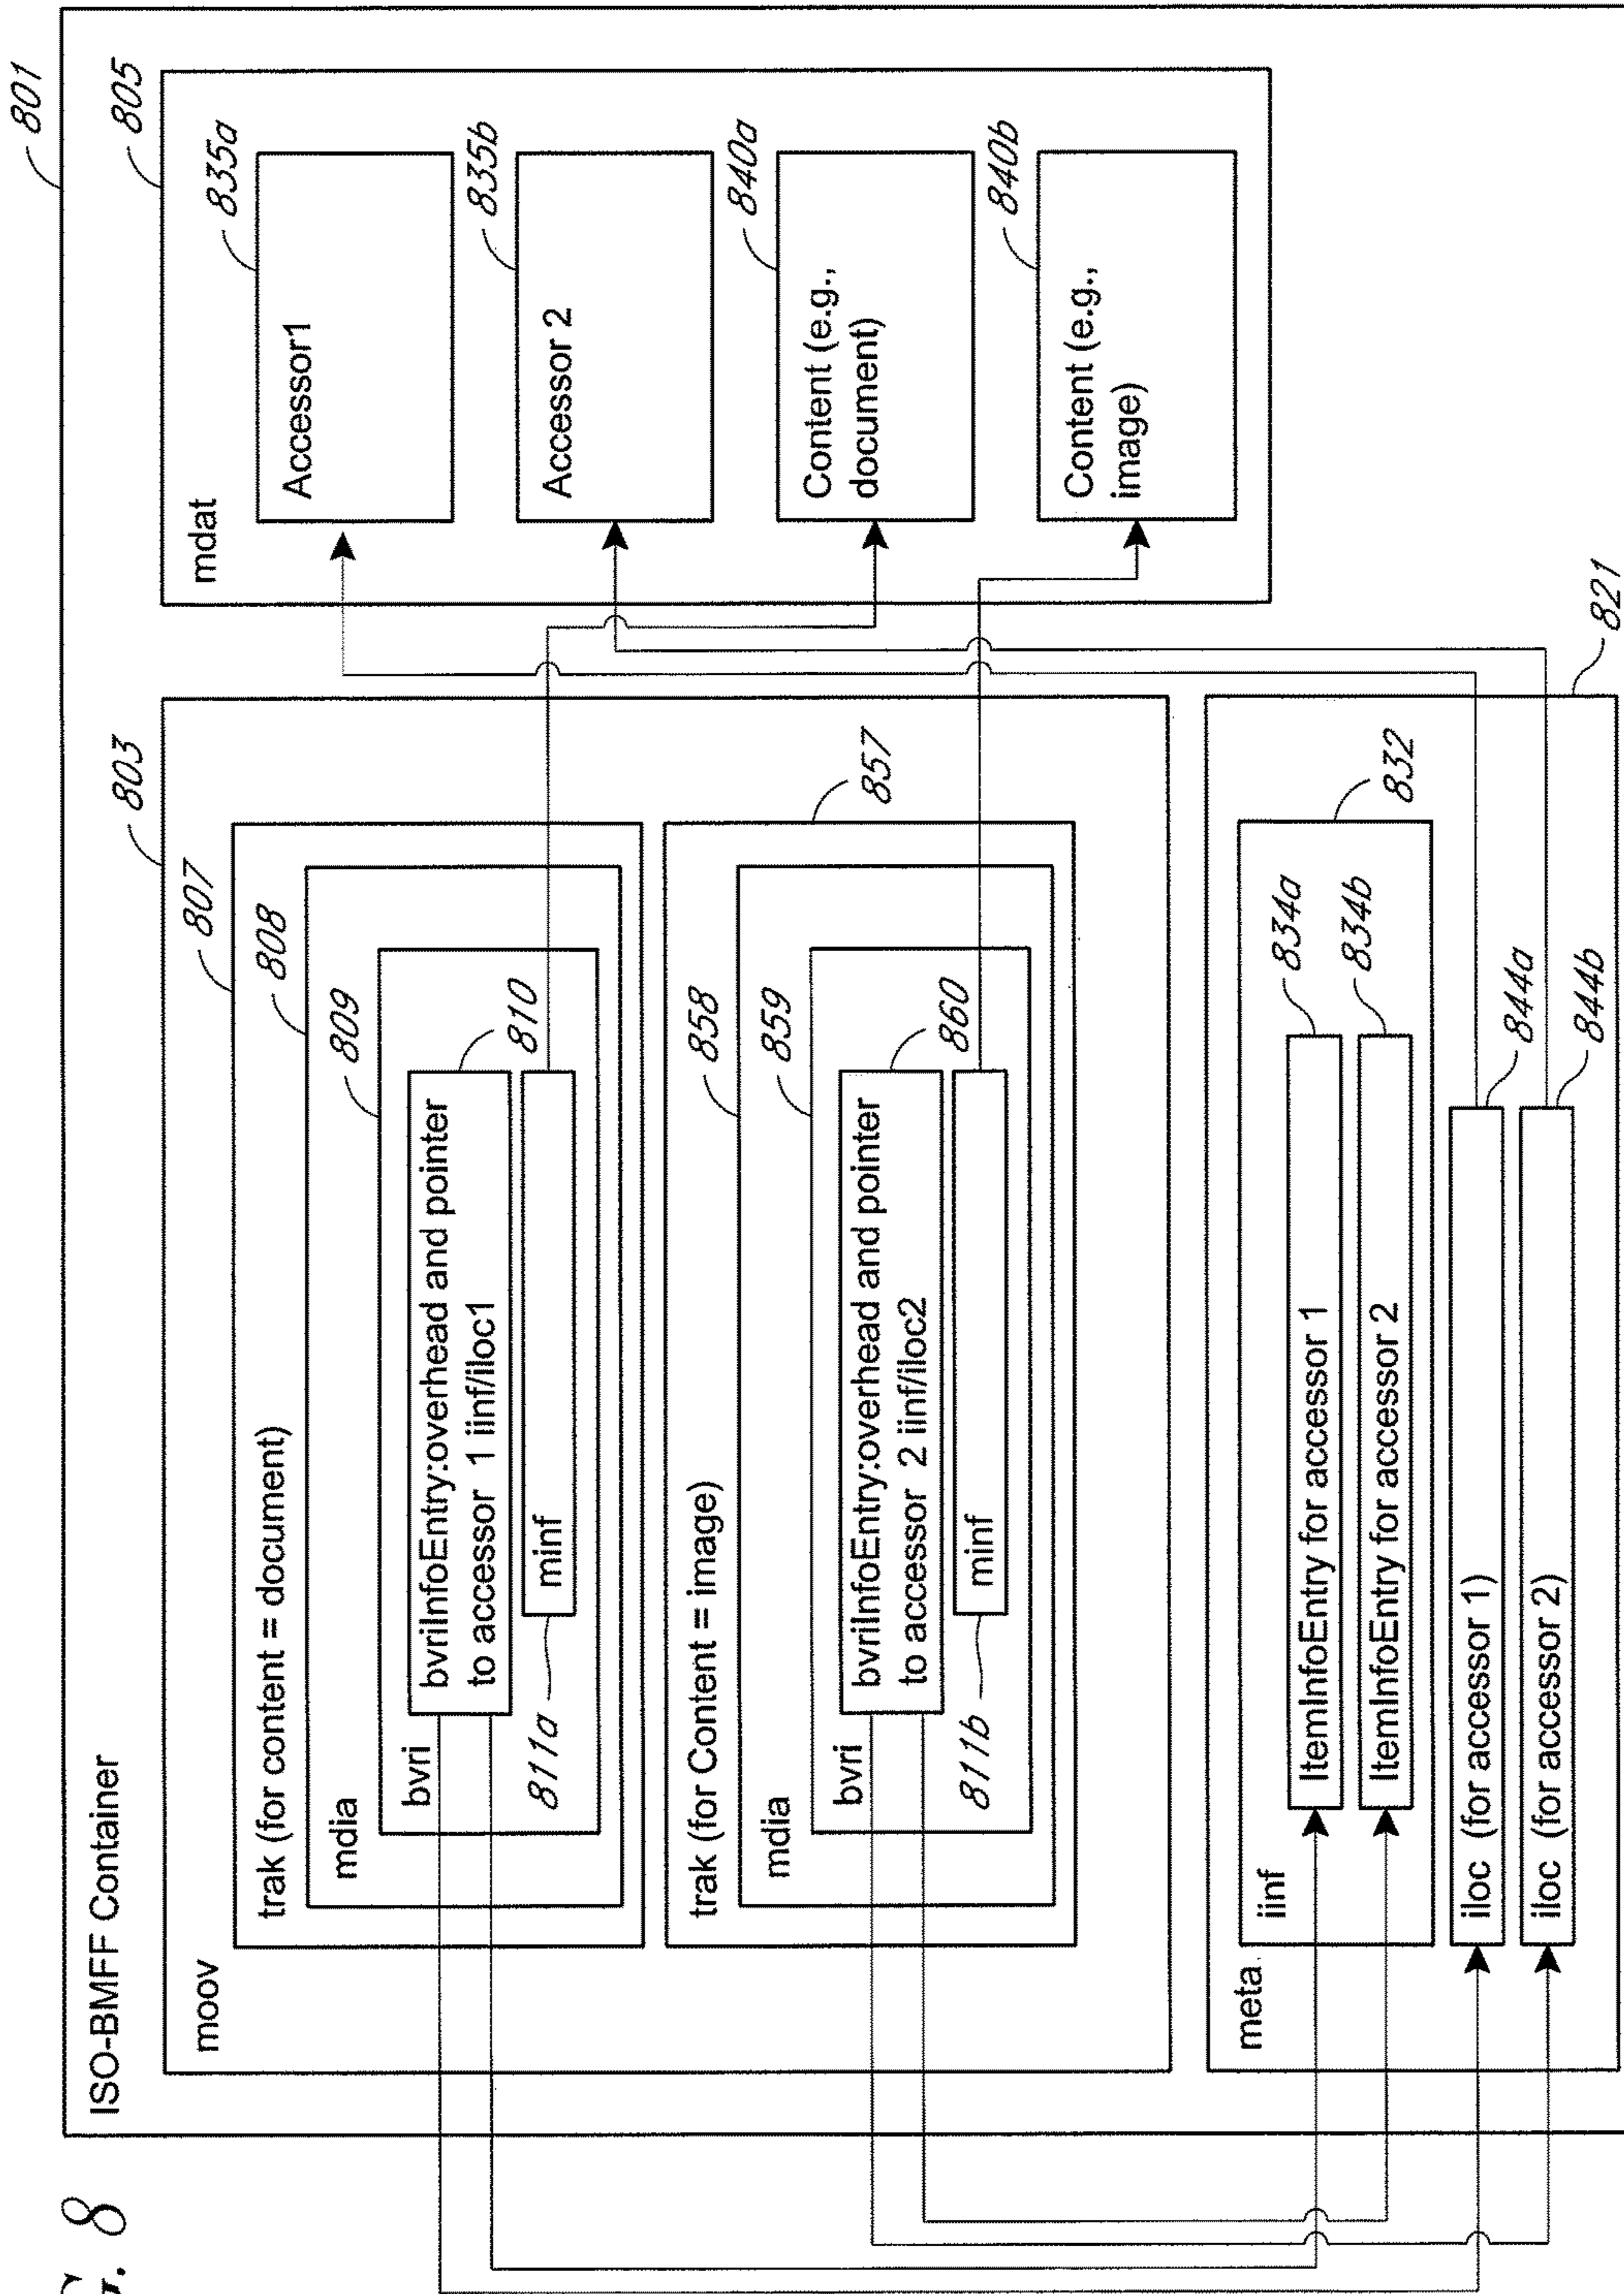 G. 8
ISO-BMFF Container
801
moov
803
trak (for content = document)
807
mdia
808
bvri
809
bvriInfoEntry:overhead and pointer
to accessor 1 iinf/iloc1
810
minf
811a
trak (for Content = image)
857
mdia
858
bvri
859
bvriInfoEntry:overhead and pointer
to accessor 2 iinf/iloc2
860
minf
811b
meta
821
iinf
832
ItemInfoEntry for accessor 1
834a
ItemInfoEntry for accessor 2
834b
iloc (for accessor 1)
844a
iloc (for accessor 2)
844b
mdat
805
Accessor1
835a
Accessor 2
835b
Content (e.g.,
document)
840a
Content (e.g.,
image)
840b